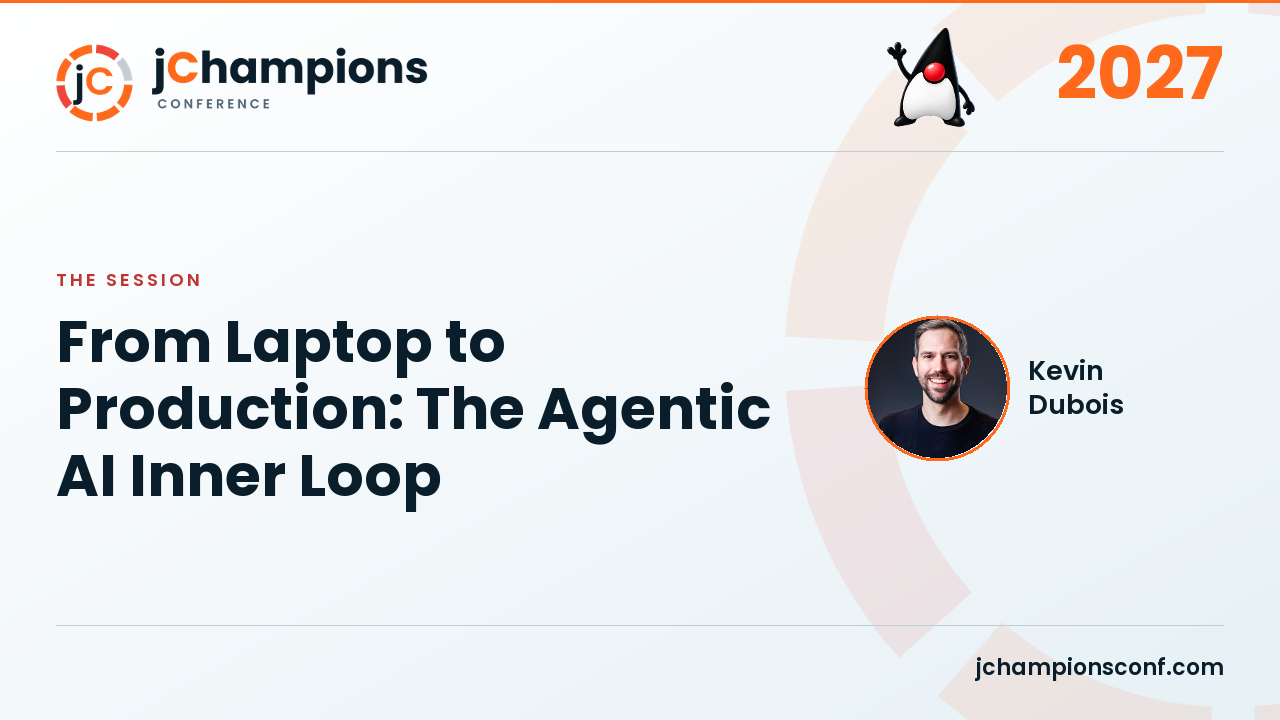 jC
jChampions
CONFERENCE
2027
THE SESSION
From Laptop to
Production: The Agentic
AI Inner Loop
Kevin
Dubois
jchampionsconf.com